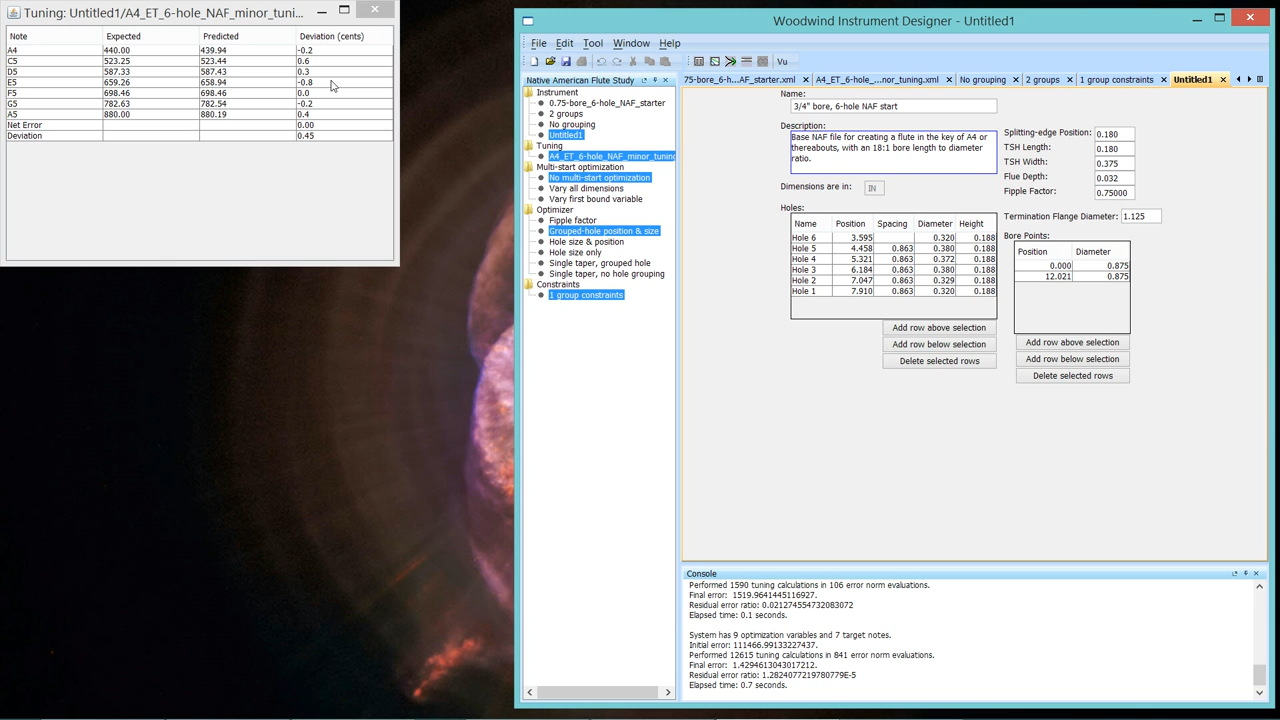 Tuning: Untitled1/A4_ET_6-hole_NAF_minor_tuni...
Note Expected Predicted Deviation (cents)
A4 440.00 439.94 -0.2
C5 523.25 523.44 0.6
D5 587.33 587.43 0.3
E5 659.26 658.94 -0.8
F5 698.46 698.46 0.0
G5 782.63 782.54 -0.2
A5 880.00 880.19 0.4
Net Error 0.00
Deviation 0.45
Woodwind Instrument Designer - Untitled1
File Edit Tool Window Help
Vu
Native American Flute Study
Instrument
0.75-bore_6-hole_NAF_starter
2 groups
No grouping
Untitled1
Tuning
A4_ET_6-hole_NAF_minor_tuning
Multi-start optimization
No multi-start optimization
Vary all dimensions
Vary first bound variable
Optimizer
Fipple factor
Grouped-hole position & size
Hole size & position
Hole size only
Single taper, grouped hole
Single taper, no hole grouping
Constraints
1 group constraints
75-bore_6-h...AF_starter.xml A4_ET_6-hole_...nor_tuning.xml No grouping 2 groups 1 group constraints Untitled1
Name:
3/4" bore, 6-hole NAF start
Description:
Base NAF file for creating a flute in the key of A4 or
thereabouts, with an 18:1 bore length to diameter
ratio.
Dimensions are in: IN
Holes:
Name Position Spacing Diameter Height
Hole 6 3.595 0.320 0.188
Hole 5 4.458 0.863 0.380 0.188
Hole 4 5.321 0.863 0.372 0.188
Hole 3 6.184 0.863 0.380 0.188
Hole 2 7.047 0.863 0.329 0.188
Hole 1 7.910 0.863 0.320 0.188
Add row above selection
Add row below selection
Delete selected rows
Splitting-edge Position: 0.180
TSH Length: 0.180
TSH Width: 0.375
Flue Depth: 0.032
Fipple Factor: 0.75000
Termination Flange Diameter: 1.125
Bore Points:
Position Diameter
0.000 0.875
12.021 0.875
Add row above selection
Add row below selection
Delete selected rows
Console
Performed 1590 tuning calculations in 106 error norm evaluations.
Final error: 1519.9641445116927.
Residual error ratio: 0.021274554732083072
Elapsed time: 0.1 seconds.
System has 9 optimization variables and 7 target notes.
Initial error: 111466.99133227437.
Performed 12615 tuning calculations in 841 error norm evaluations.
Final error: 1.4294613043017212.
Residual error ratio: 1.2824077219780779E-5
Elapsed time: 0.7 seconds.